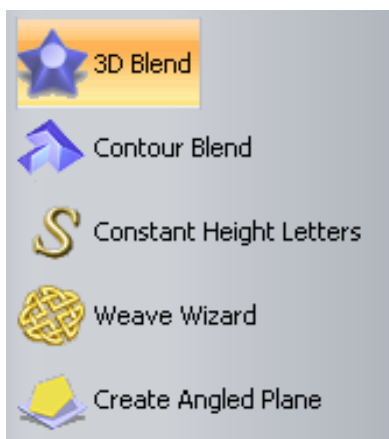 3D Blend
Contour Blend
Constant Height Letters
Weave Wizard
Create Angled Plane